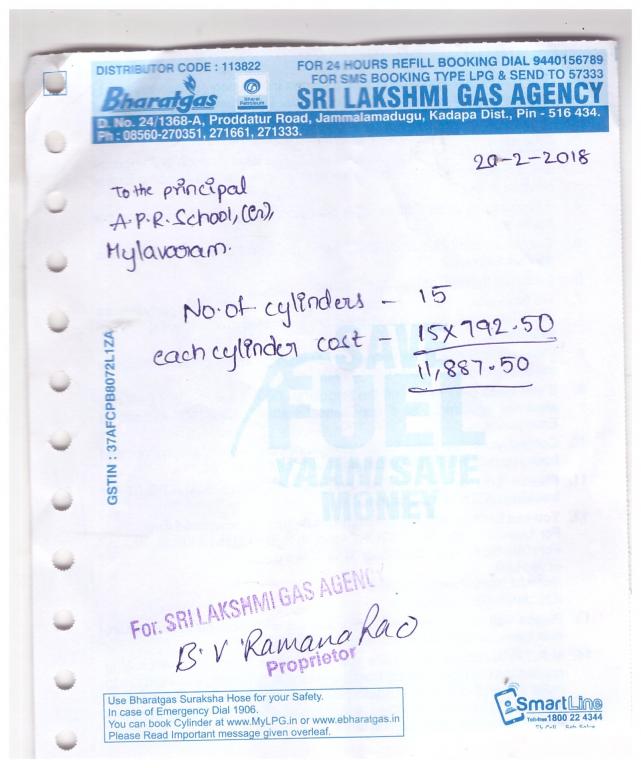 DISTRIBUTOR CODE : 113822
FOR 24 HOURS REFILL BOOKING DIAL 9440156789
FOR SMS BOOKING TYPE LPG & SEND TO 57333
Bharatgas
Bharat Petroleum
SRI LAKSHMI GAS AGENCY
D. No. 24/1368-A, Proddatur Road, Jammalamadugu, Kadapa Dist., Pin - 516 434.
Ph : 08560-270351, 271661, 271333.
20-2-2018
To the principal
A.P.R. School,
Mylavaram.
No. of cylinders - 15
each cylinder cost - 15X792.50
11,887.50
GSTIN : 37AFCPB8072L1ZA
SAVE
FUEL
YAANI SAVE
MONEY
For. SRI LAKSHMI GAS AGENCY
B. V Ramana Rao
Proprietor
Use Bharatgas Suraksha Hose for your Safety.
In case of Emergency Dial 1906.
You can book Cylinder at www.MyLPG.in or www.ebharatgas.in
Please Read Important message given overleaf.
SmartLine
Toll-free 1800 22 4344